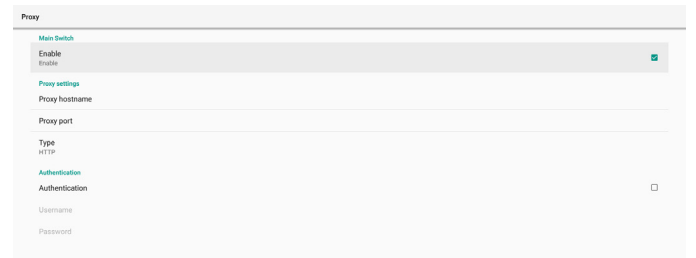 Proxy
Main Switch
Enable
Enable
Proxy settings
Proxy hostname
Proxy port
Type
HTTP
Authentication
Authentication
Username
Password